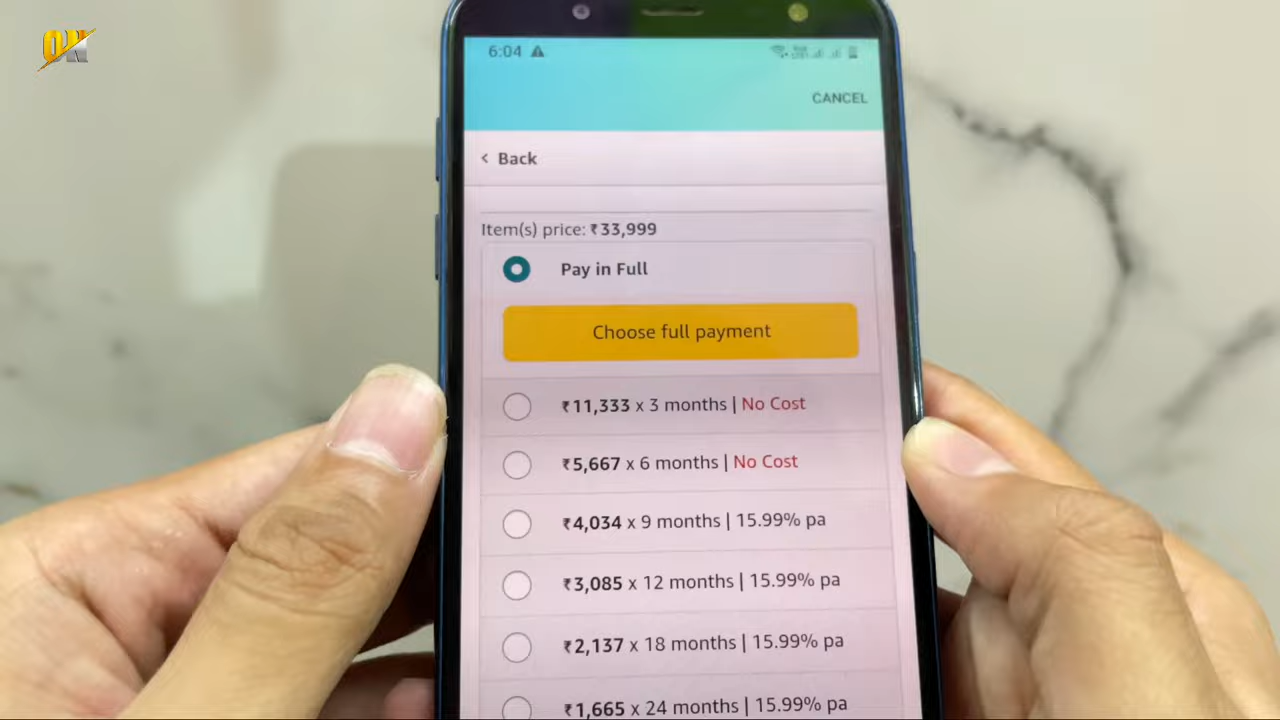 ON
6:04
CANCEL
< Back
Item(s) price: ₹33,999
Pay in Full
Choose full payment
₹11,333 x 3 months | No Cost
₹5,667 x 6 months | No Cost
₹4,034 x 9 months | 15.99% pa
₹3,085 x 12 months | 15.99% pa
₹2,137 x 18 months | 15.99% pa
₹1,665 x 24 months | 15.99% pa